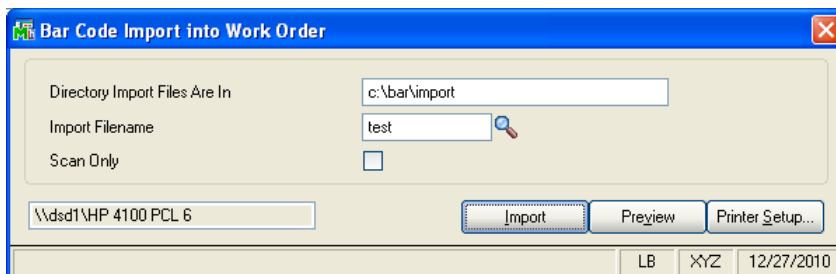 Bar Code Import into Work Order
Directory Import Files Are In c:\bar\import
Import Filename test
Scan Only
\\dsd1\HP 4100 PCL 6 Import Preview Printer Setup...
LB XYZ 12/27/2010